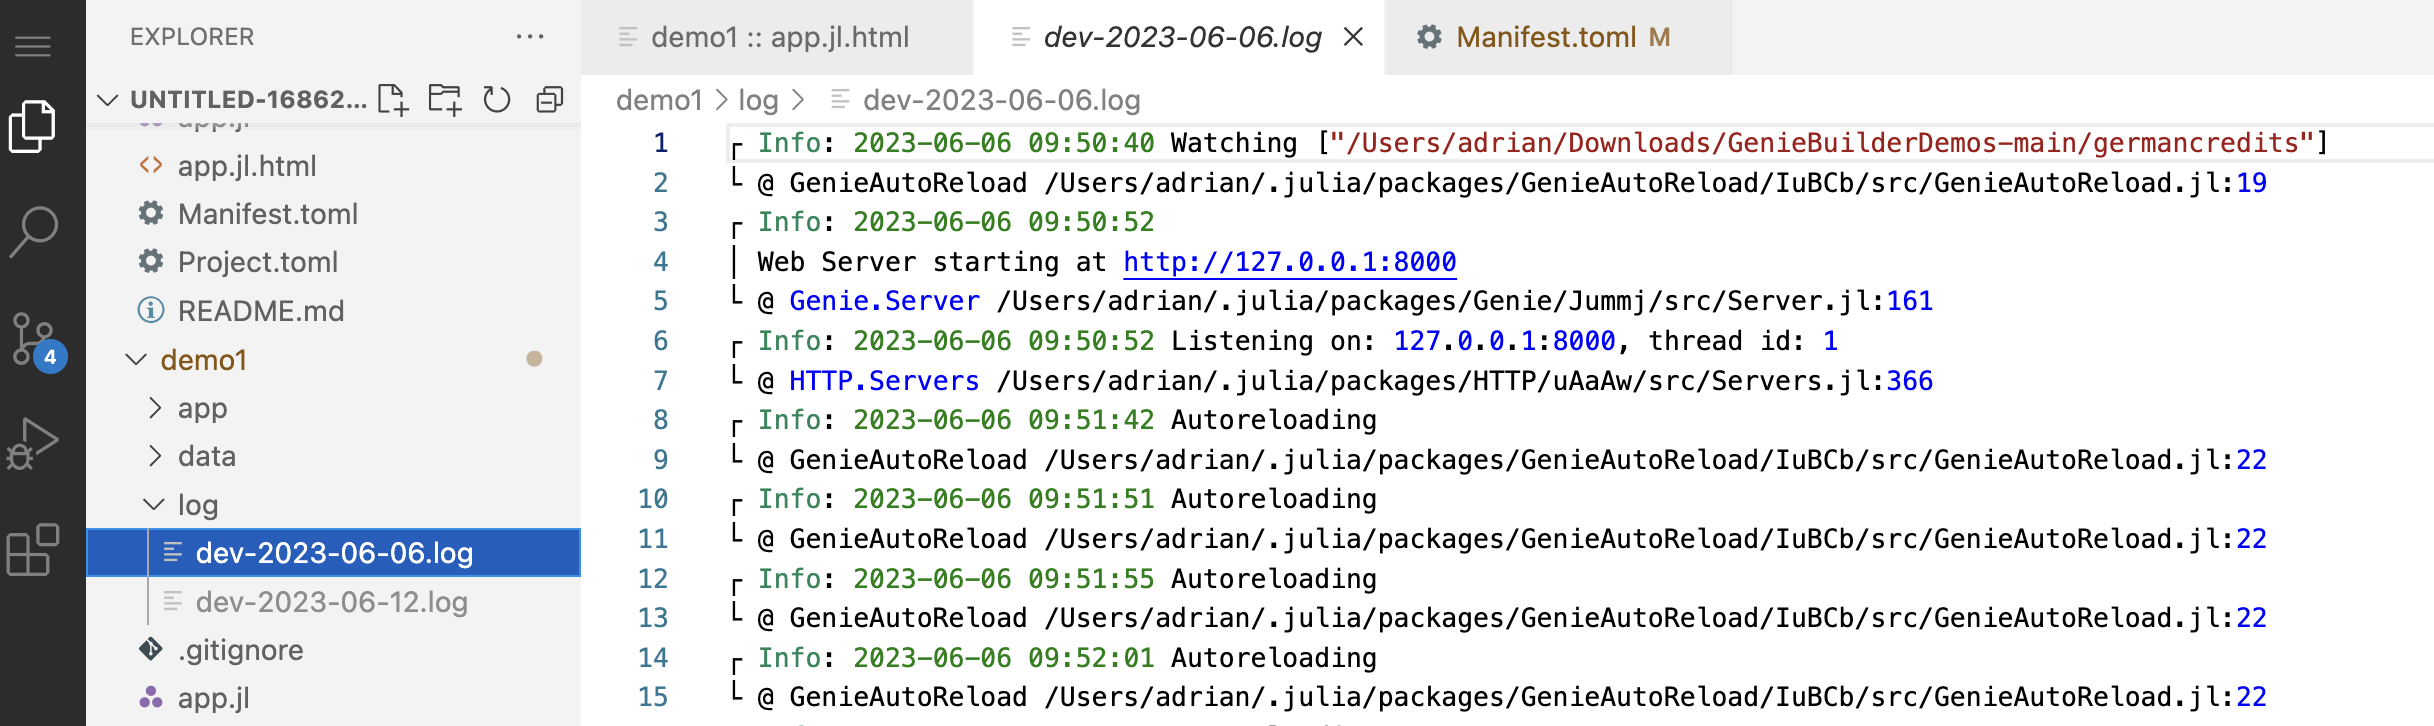 EXPLORER
UNTITLED-16862...
app.jl
app.jl.html
Manifest.toml
Project.toml
README.md
demo1
app
data
log
dev-2023-06-06.log
dev-2023-06-12.log
.gitignore
app.jl
4
demo1 :: app.jl.html
dev-2023-06-06.log
Manifest.toml M
demo1 > log > dev-2023-06-06.log
1 ┌ Info: 2023-06-06 09:50:40 Watching ["/Users/adrian/Downloads/GenieBuilderDemos-main/germancredits"]
2 └ @ GenieAutoReload /Users/adrian/.julia/packages/GenieAutoReload/IuBCb/src/GenieAutoReload.jl:19
3 ┌ Info: 2023-06-06 09:50:52
4 │ Web Server starting at http://127.0.0.1:8000
5 └ @ Genie.Server /Users/adrian/.julia/packages/Genie/Jummj/src/Server.jl:161
6 ┌ Info: 2023-06-06 09:50:52 Listening on: 127.0.0.1:8000, thread id: 1
7 └ @ HTTP.Servers /Users/adrian/.julia/packages/HTTP/uAaAw/src/Servers.jl:366
8 ┌ Info: 2023-06-06 09:51:42 Autoreloading
9 └ @ GenieAutoReload /Users/adrian/.julia/packages/GenieAutoReload/IuBCb/src/GenieAutoReload.jl:22
10 ┌ Info: 2023-06-06 09:51:51 Autoreloading
11 └ @ GenieAutoReload /Users/adrian/.julia/packages/GenieAutoReload/IuBCb/src/GenieAutoReload.jl:22
12 ┌ Info: 2023-06-06 09:51:55 Autoreloading
13 └ @ GenieAutoReload /Users/adrian/.julia/packages/GenieAutoReload/IuBCb/src/GenieAutoReload.jl:22
14 ┌ Info: 2023-06-06 09:52:01 Autoreloading
15 └ @ GenieAutoReload /Users/adrian/.julia/packages/GenieAutoReload/IuBCb/src/GenieAutoReload.jl:22